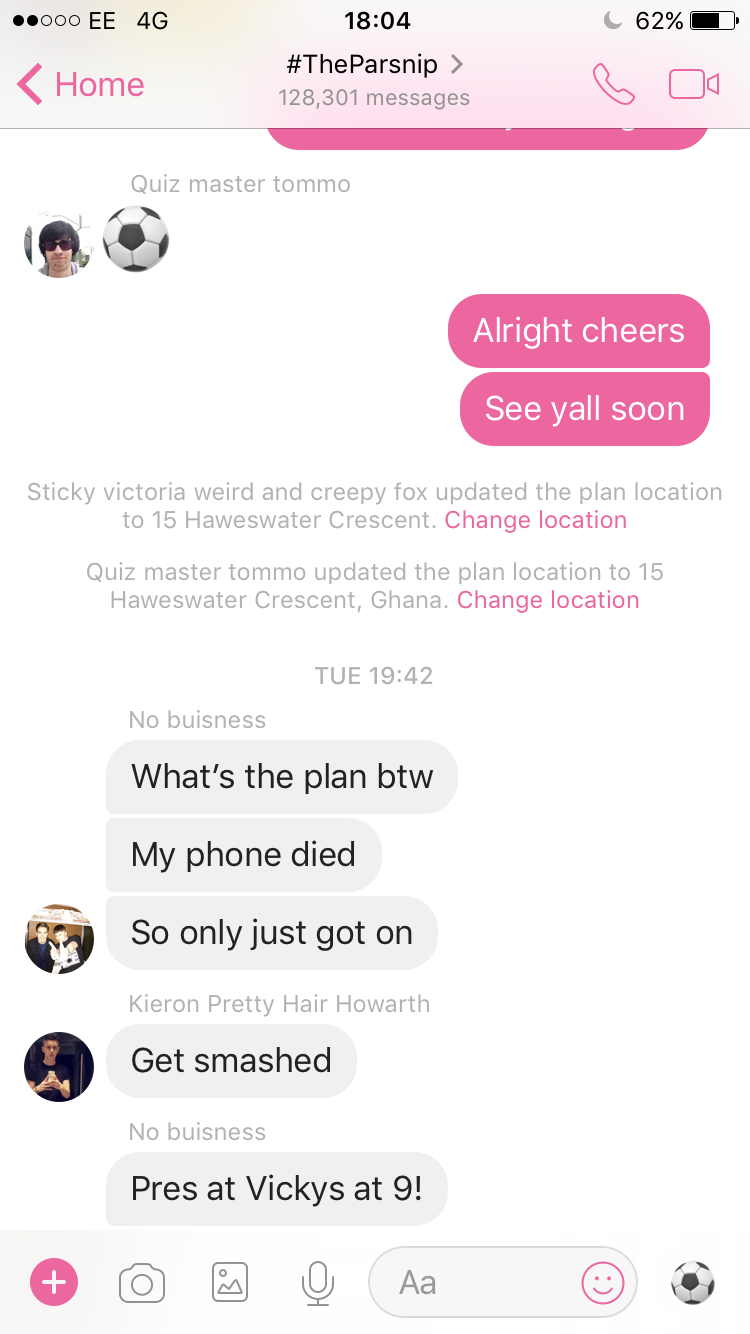 EE 4G 18:04 62%
Home
#TheParsnip
128,301 messages
Quiz master tommo
Alright cheers
See yall soon
Sticky victoria weird and creepy fox updated the plan location
to 15 Haweswater Crescent. Change location
Quiz master tommo updated the plan location to 15
Haweswater Crescent, Ghana. Change location
TUE 19:42
No buisness
What's the plan btw
My phone died
So only just got on
Kieron Pretty Hair Howarth
Get smashed
No buisness
Pres at Vickys at 9!
Aa